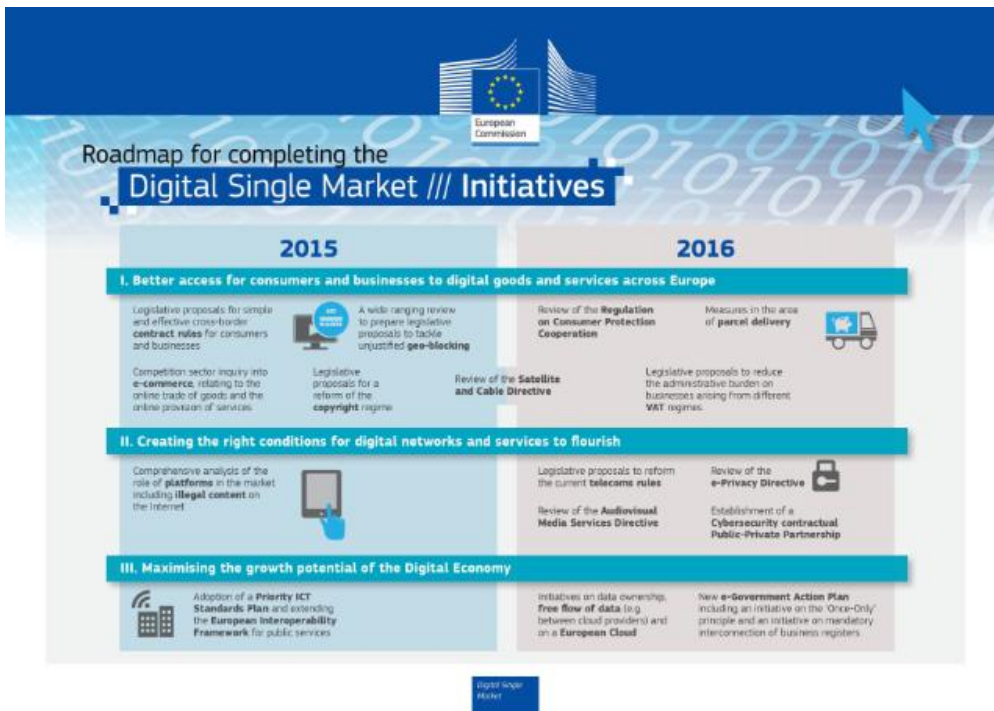 European
Commission
Roadmap for completing the
Digital Single Market /// Initiatives
2015
2016
I. Better access for consumers and businesses to digital goods and services across Europe
Legislative proposals for simple
and effective cross-border
contract rules for consumers
and businesses
A wide ranging review
to prepare legislative
proposals to tackle
unjustified geo-blocking
Review of the Regulation
on Consumer Protection
Cooperation
Measures in the area
of parcel delivery
Competition sector inquiry into
e-commerce, relating to the
online trade of goods and the
online provision of services
Legislative
proposals for a
reform of the
copyright regime
Review of the Satellite
and Cable Directive
Legislative proposals to reduce
the administrative burden on
businesses arising from different
VAT regimes
II. Creating the right conditions for digital networks and services to flourish
Comprehensive analysis of the
role of platforms in the market
including illegal content on
the Internet
Legislative proposals to reform
the current telecoms rules
Review of the
e-Privacy Directive
Review of the Audiovisual
Media Services Directive
Establishment of a
Cybersecurity contractual
Public-Private Partnership
III. Maximising the growth potential of the Digital Economy
Adoption of a Priority ICT
Standards Plan and extending
the European Interoperability
Framework for public services
Initiatives on data ownership,
free flow of data (e.g.
between cloud providers) and
on a European Cloud
New e-Government Action Plan
including an initiative on the 'Once-Only'
principle and an initiative on mandatory
interconnection of business registers
Digital Single
Market